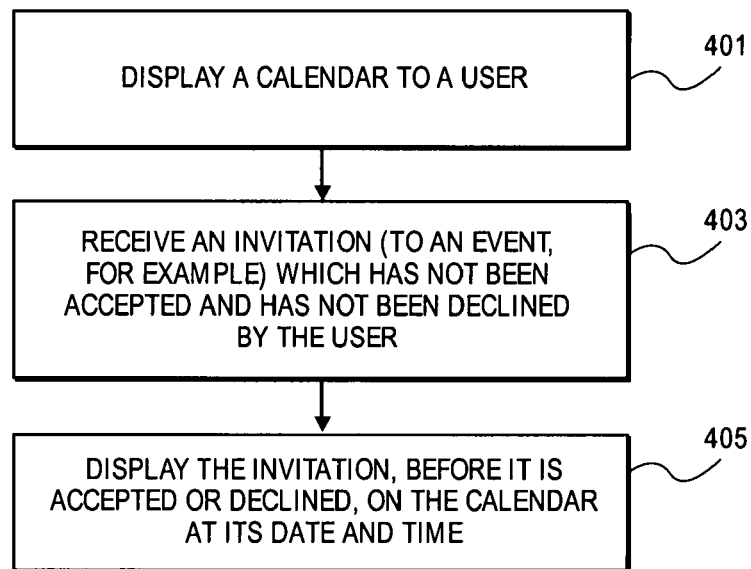 DISPLAY A CALENDAR TO A USER
401
RECEIVE AN INVITATION (TO AN EVENT,
FOR EXAMPLE) WHICH HAS NOT BEEN
ACCEPTED AND HAS NOT BEEN DECLINED
BY THE USER
403
DISPLAY THE INVITATION, BEFORE IT IS
ACCEPTED OR DECLINED, ON THE CALENDAR
AT ITS DATE AND TIME
405